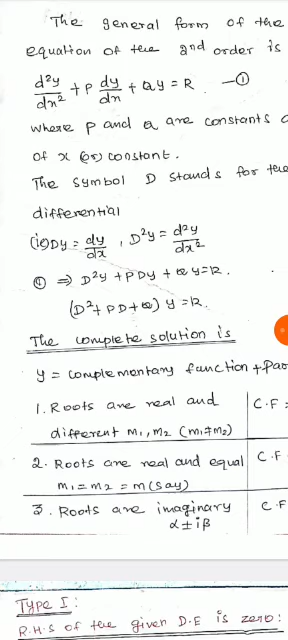 The general form of the
equation of the 2nd order is
d²y/dx² + P dy/dx + Qy = R. —①
where P and Q are constants
of x (or) constant.
The symbol D stands for the
differential
(ie) Dy = dy/dx , D²y = d²y/dx²
① ⇒ D²y + PDy + Qy = R.
(D² + PD + Q) y = R.
The complete solution is
y = complementary function +
1. Roots are real and different m₁, m₂ (m₁ ≠ m₂) C.F =
2. Roots are real and equal m₁ = m₂ = m (say) C.F
3. Roots are imaginary α ± iβ C.F
Type I:
R.H.S of the given D.E is zero: